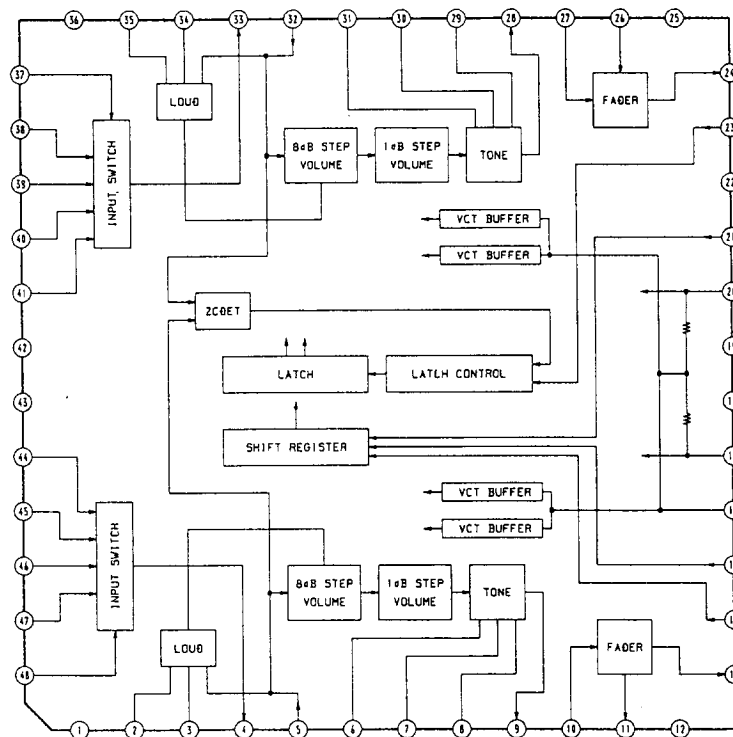 36 35 34 33 32 31 30 29 28 27 26 25
37
24
LOUD
FADER
38
23
8dB STEP VOLUME
1dB STEP VOLUME
TONE
INPUT SWITCH
39
22
VCT BUFFER
40
21
VCT BUFFER
41
20
ZCDET
42
LATCH
LATCH CONTROL
43
SHIFT REGISTER
44
VCT BUFFER
45
VCT BUFFER
INPUT SWITCH
46
8dB STEP VOLUME
1dB STEP VOLUME
TONE
47
LOUD
FADER
48
1 2 3 4 5 6 7 8 9 10 11 12